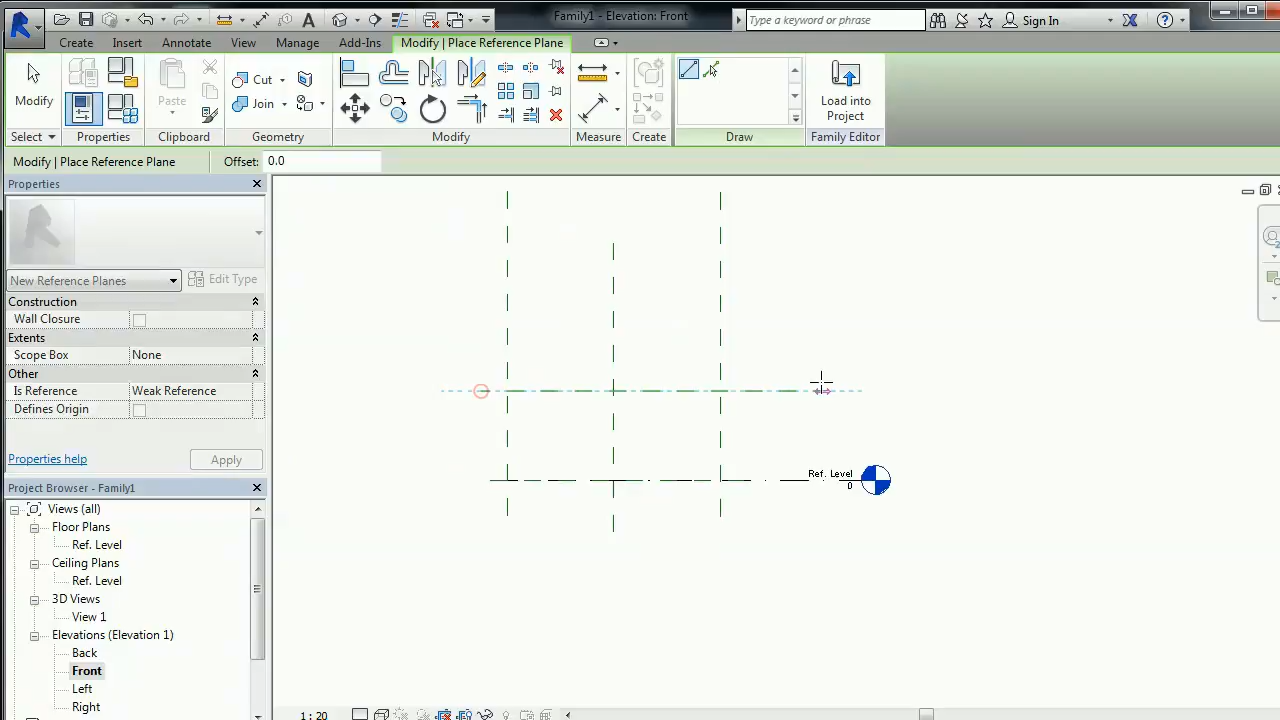 Family1 - Elevation: Front
Type a keyword or phrase
Sign In
Create Insert Annotate View Manage Add-Ins Modify | Place Reference Plane
Modify
Paste
Cut
Join
Load into
Project
Select Properties Clipboard Geometry Modify Measure Create Draw Family Editor
Modify | Place Reference Plane Offset: 0.0
Properties
New Reference Planes
Edit Type
Construction
Wall Closure
Extents
Scope Box None
Other
Is Reference Weak Reference
Defines Origin
Properties help
Apply
Project Browser - Family1
Views (all)
Floor Plans
Ref. Level
Ceiling Plans
Ref. Level
3D Views
View 1
Elevations (Elevation 1)
Back
Front
Left
Right
Ref. Level
0
1 : 20